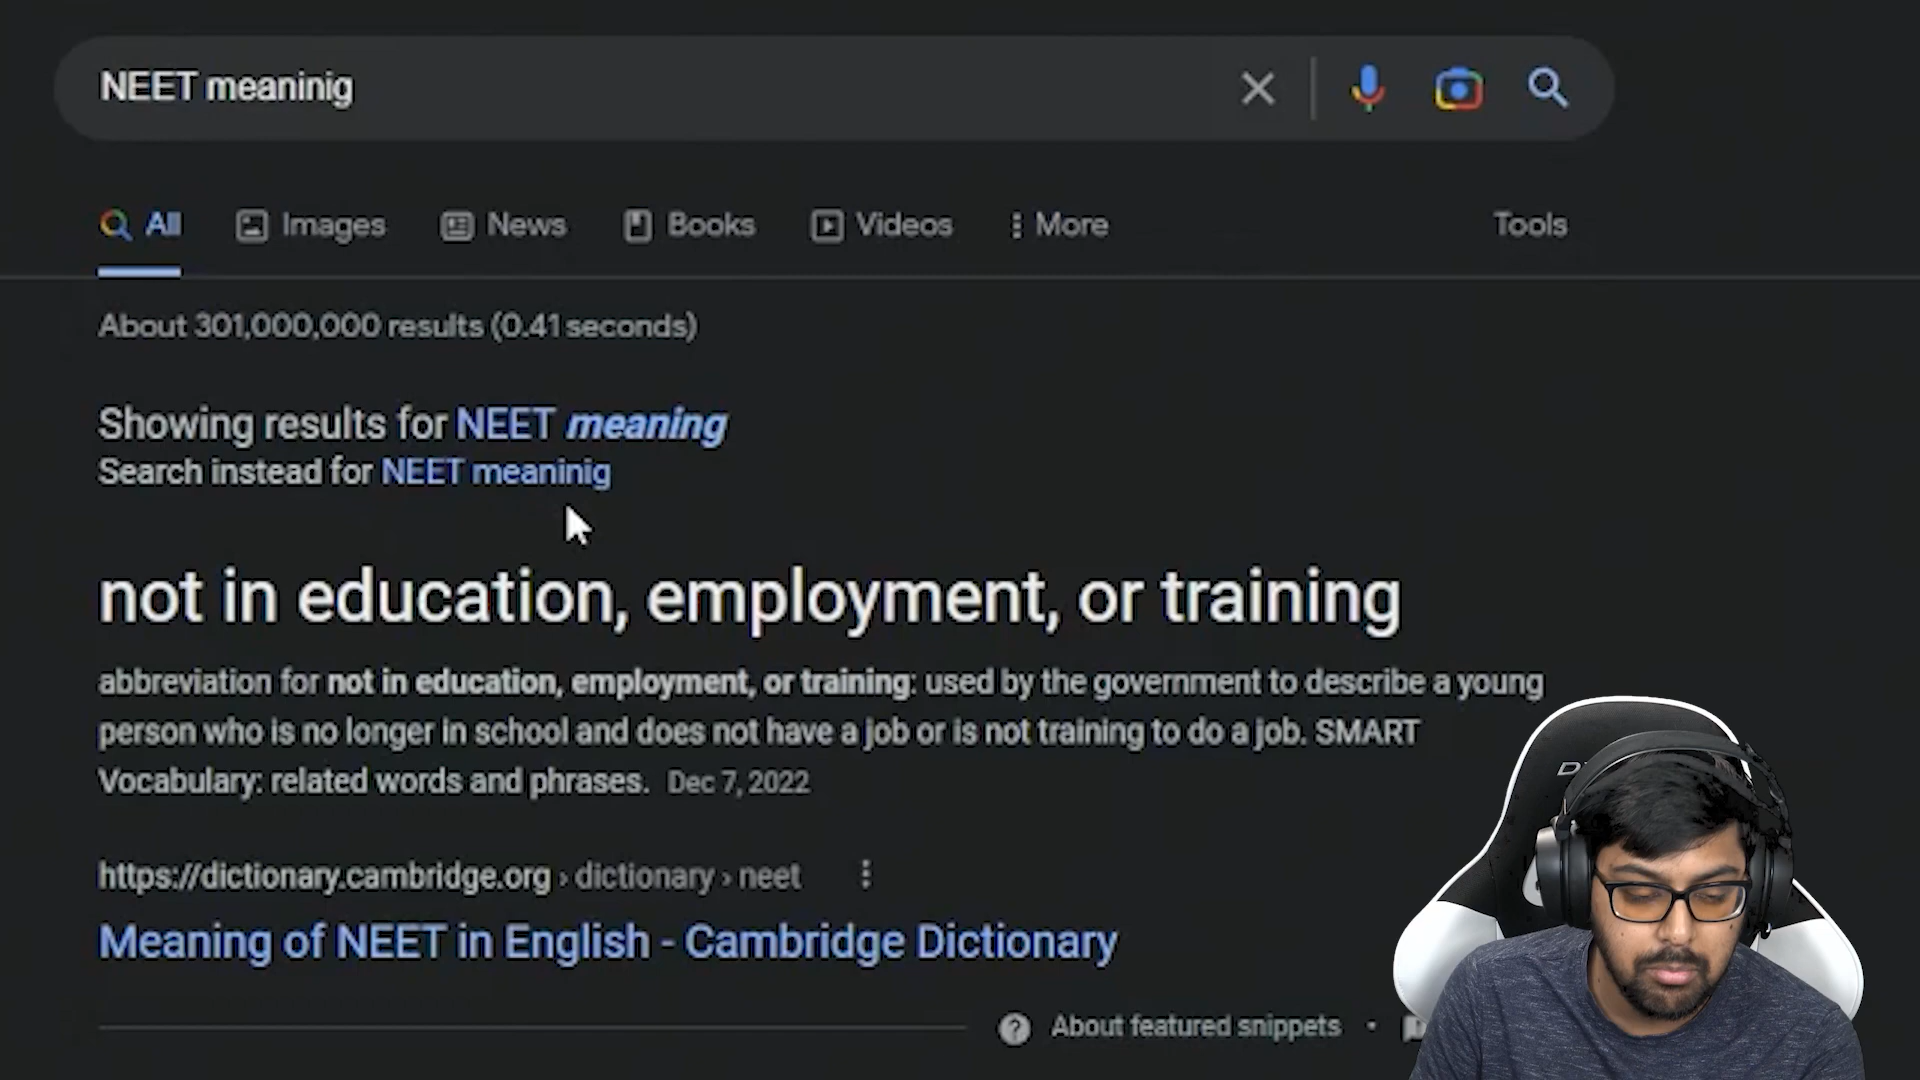 NEET meaninig
All Images News Books Videos More Tools
About 301,000,000 results (0.41 seconds)
Showing results for NEET meaning
Search instead for NEET meaninig
not in education, employment, or training
abbreviation for not in education, employment, or training: used by the government to describe a young
person who is no longer in school and does not have a job or is not training to do a job. SMART
Vocabulary: related words and phrases. Dec 7, 2022
https://dictionary.cambridge.org › dictionary › neet
Meaning of NEET in English - Cambridge Dictionary
About featured snippets •